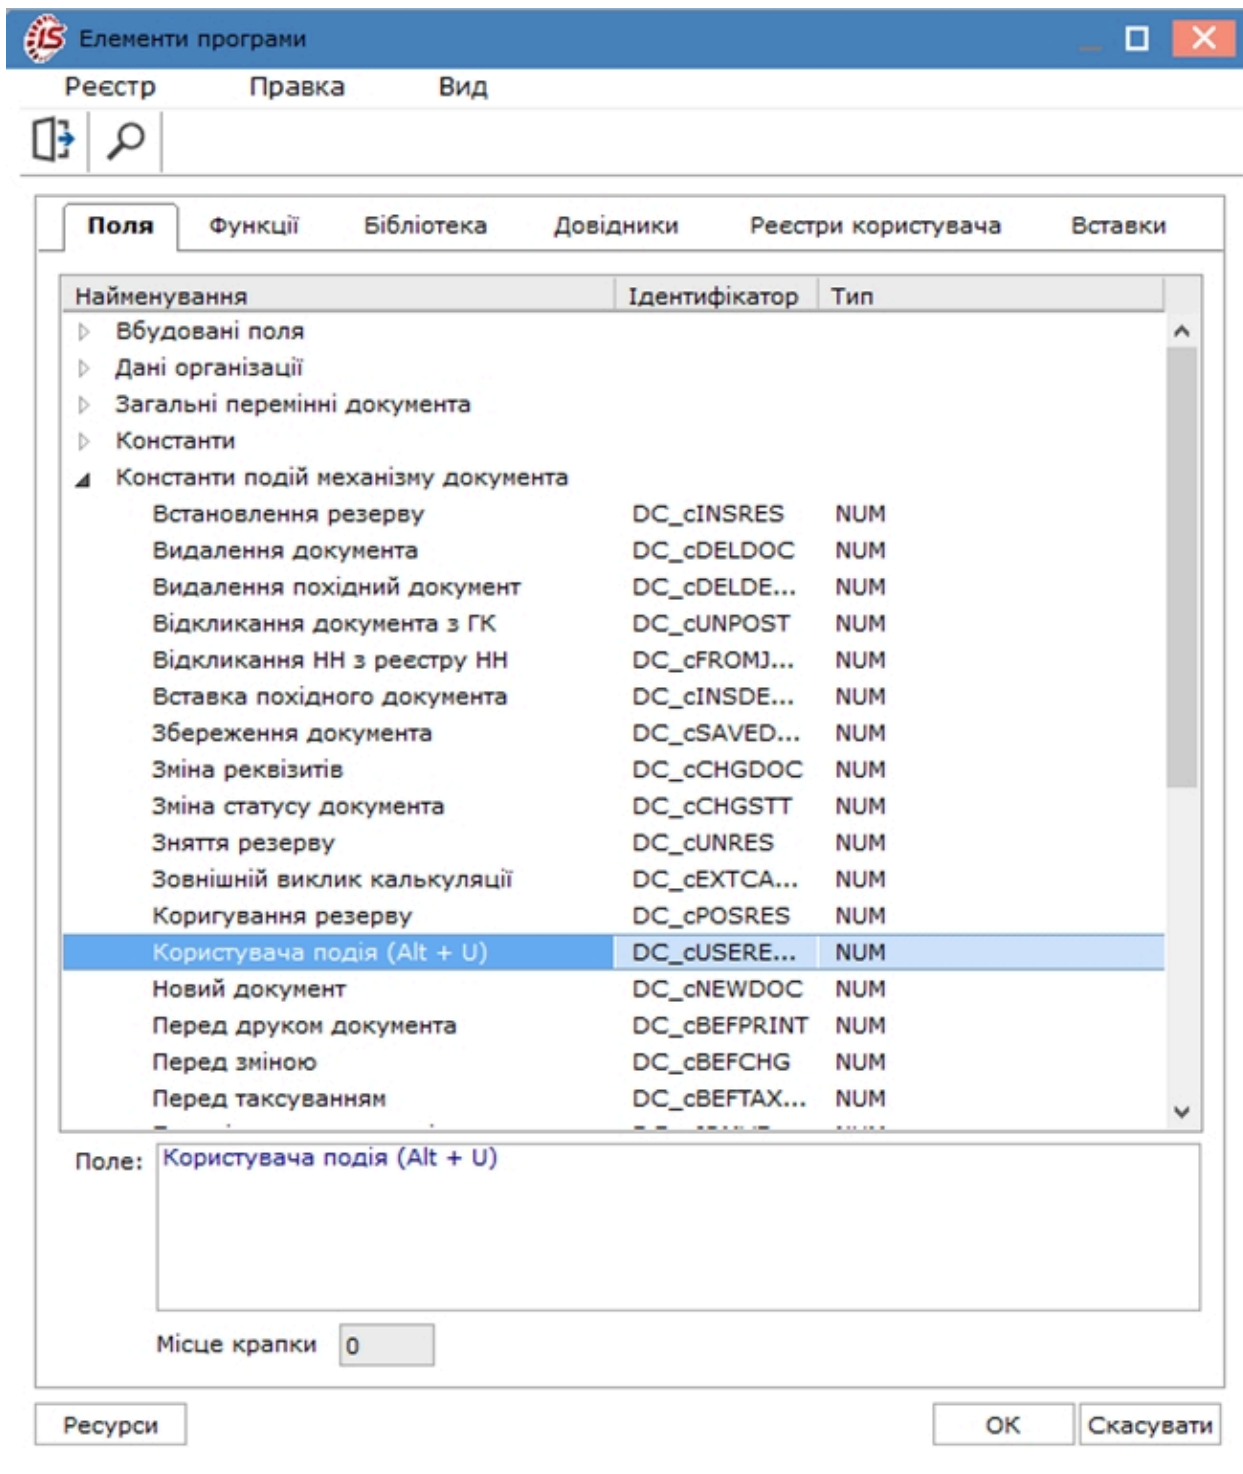 Елементи програми
Реєстр Правка Вид
Поля Функції Бібліотека Довідники Реєстри користувача Вставки
Найменування Ідентифікатор Тип
Вбудовані поля
Дані організації
Загальні перемінні документа
Константи
Константи подій механізму документа
Встановлення резерву DC_cINSRES NUM
Видалення документа DC_cDELDOC NUM
Видалення похідний документ DC_cDELDE... NUM
Відкликання документа з ГК DC_cUNPOST NUM
Відкликання НН з реєстру НН DC_cFROMJ... NUM
Вставка похідного документа DC_cINSDE... NUM
Збереження документа DC_cSAVED... NUM
Зміна реквізитів DC_cCHGDOC NUM
Зміна статусу документа DC_cCHGSTT NUM
Зняття резерву DC_cUNRES NUM
Зовнішній виклик калькуляції DC_cEXTCA... NUM
Коригування резерву DC_cPOSRES NUM
Користувача подія (Alt + U) DC_cUSERE... NUM
Новий документ DC_cNEWDOC NUM
Перед друком документа DC_cBEFPRINT NUM
Перед зміною DC_cBEFCHG NUM
Перед таксуванням DC_cBEFTAX... NUM
Поле: Користувача подія (Alt + U)
Місце крапки 0
Ресурси OK Скасувати